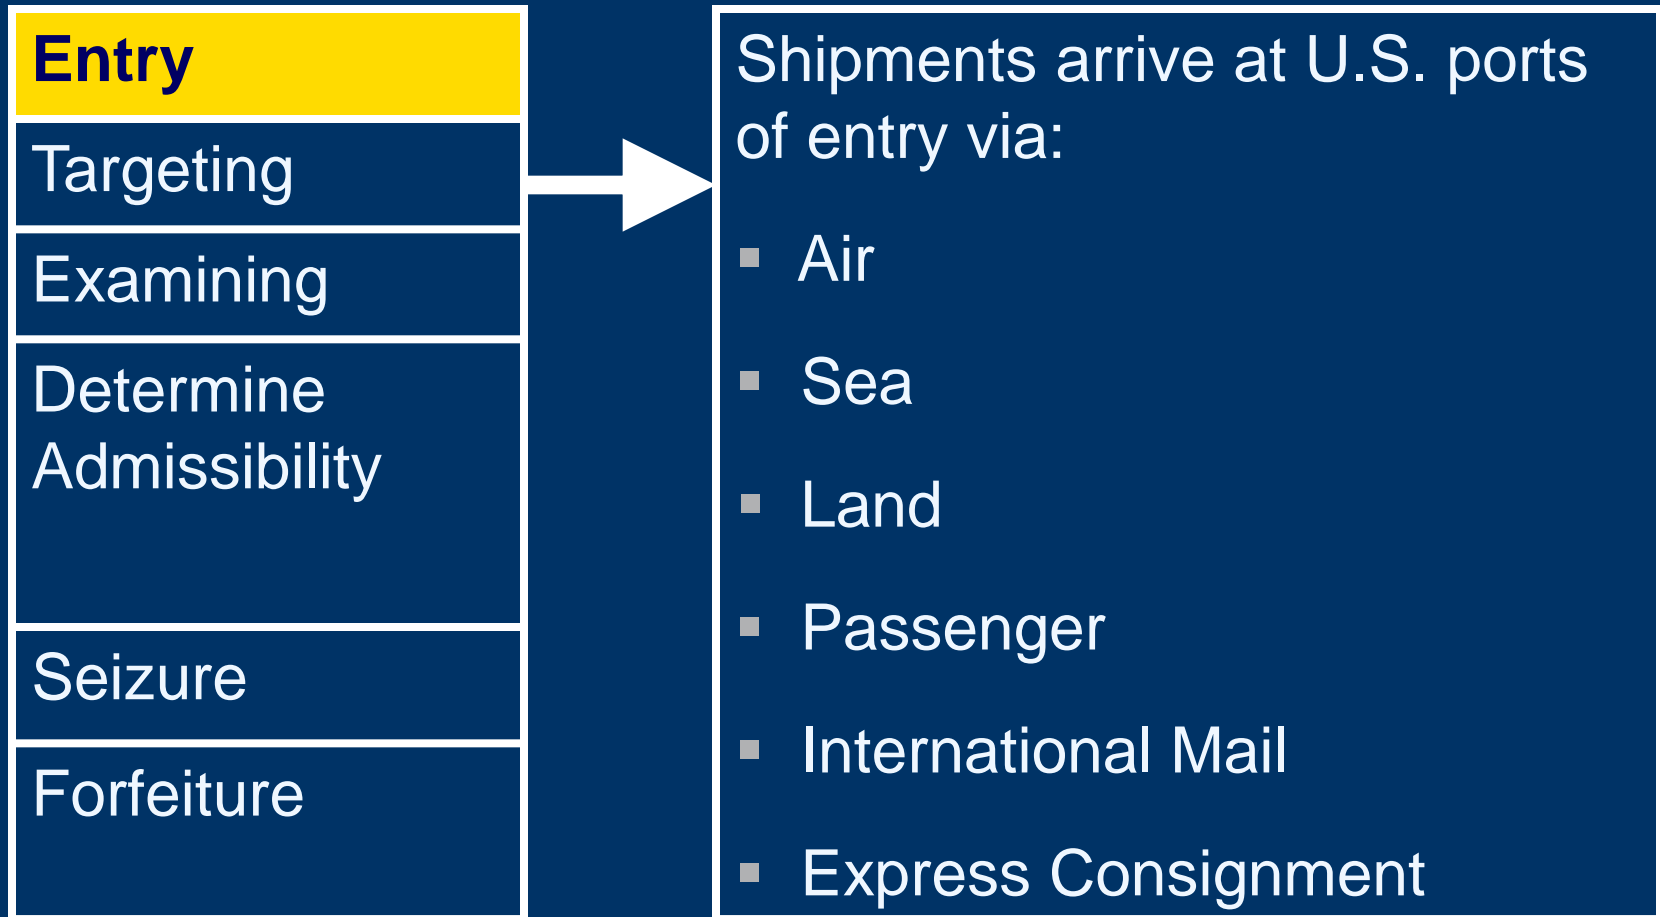 Entry
Targeting
Examining
Determine
Admissibility
Seizure
Forfeiture
Shipments arrive at U.S. ports
of entry via:
Air
Sea
Land
Passenger
International Mail
Express Consignment